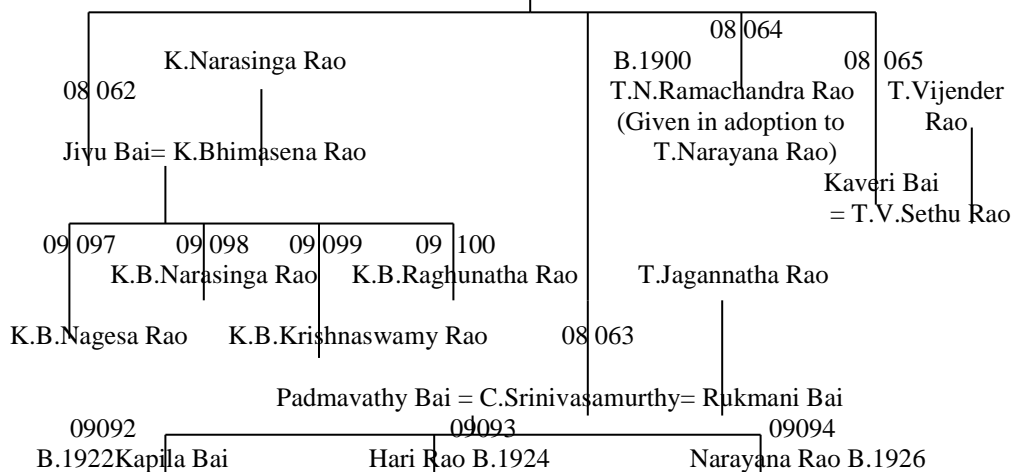 08 064
K.Narasinga Rao B.1900 08 065
08 062 T.N.Ramachandra Rao T.Vijender
(Given in adoption to Rao
Jivu Bai= K.Bhimasena Rao T.Narayana Rao)
Kaveri Bai
= T.V.Sethu Rao
09 097 09 098 09 099 09 100
K.B.Narasinga Rao K.B.Raghunatha Rao T.Jagannatha Rao
K.B.Nagesa Rao K.B.Krishnaswamy Rao 08 063
Padmavathy Bai = C.Srinivasamurthy= Rukmani Bai
09092 09093 09094
B.1922Kapila Bai Hari Rao B.1924 Narayana Rao B.1926